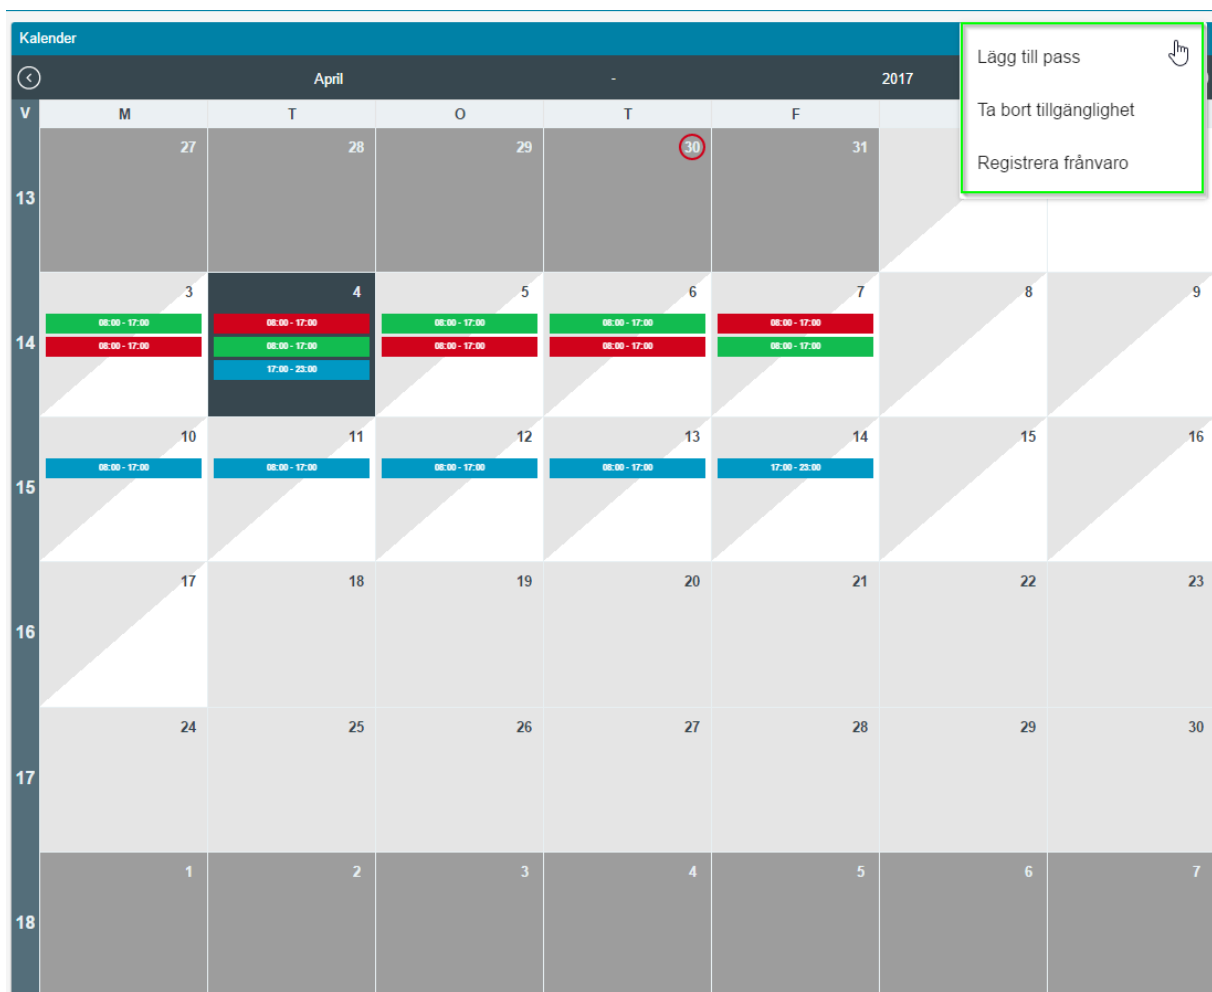 Kalender
April - 2017
Lägg till pass
Ta bort tillgänglighet
Registrera frånvaro
V M T O T F
13 27 28 29 30 31
14 3 4 5 6 7 8 9
08:00 - 17:00 08:00 - 17:00 08:00 - 17:00 08:00 - 17:00 08:00 - 17:00
08:00 - 17:00 08:00 - 17:00 08:00 - 17:00 08:00 - 17:00 08:00 - 17:00
17:00 - 23:00
15 10 11 12 13 14 15 16
08:00 - 17:00 08:00 - 17:00 08:00 - 17:00 08:00 - 17:00 17:00 - 23:00
16 17 18 19 20 21 22 23
17 24 25 26 27 28 29 30
18 1 2 3 4 5 6 7